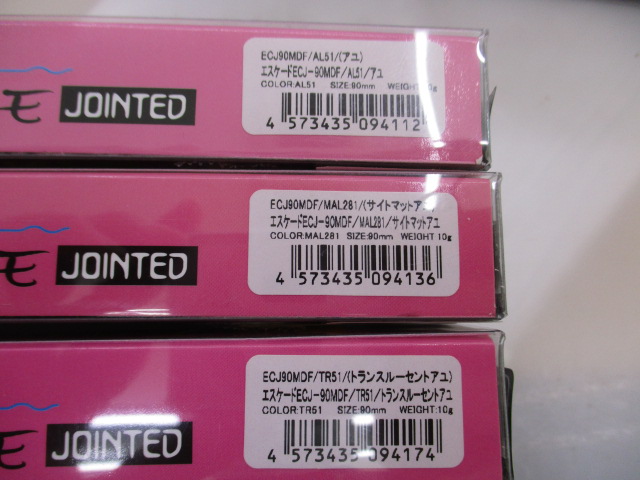 JOINTED
ECJ90MDF/AL51/(アユ)
エスケードECJ-90MDF/AL51/アユ
COLOR:AL51 SIZE:90mm WEIGHT:10g
4 573435 094112
E JOINTED
ECJ90MDF/MAL281/(サイトマットアユ)
エスケードECJ-90MDF/MAL281/サイトマットアユ
COLOR:MAL281 SIZE:90mm WEIGHT 10g
4 573435 094136
E JOINTED
ECJ90MDF/TR51/(トランスルーセントアユ)
エスケードECJ-90MDF/TR51/トランスルーセントアユ
COLOR:TR51 SIZE:90mm WEIGHT:10g
4 573435 094174